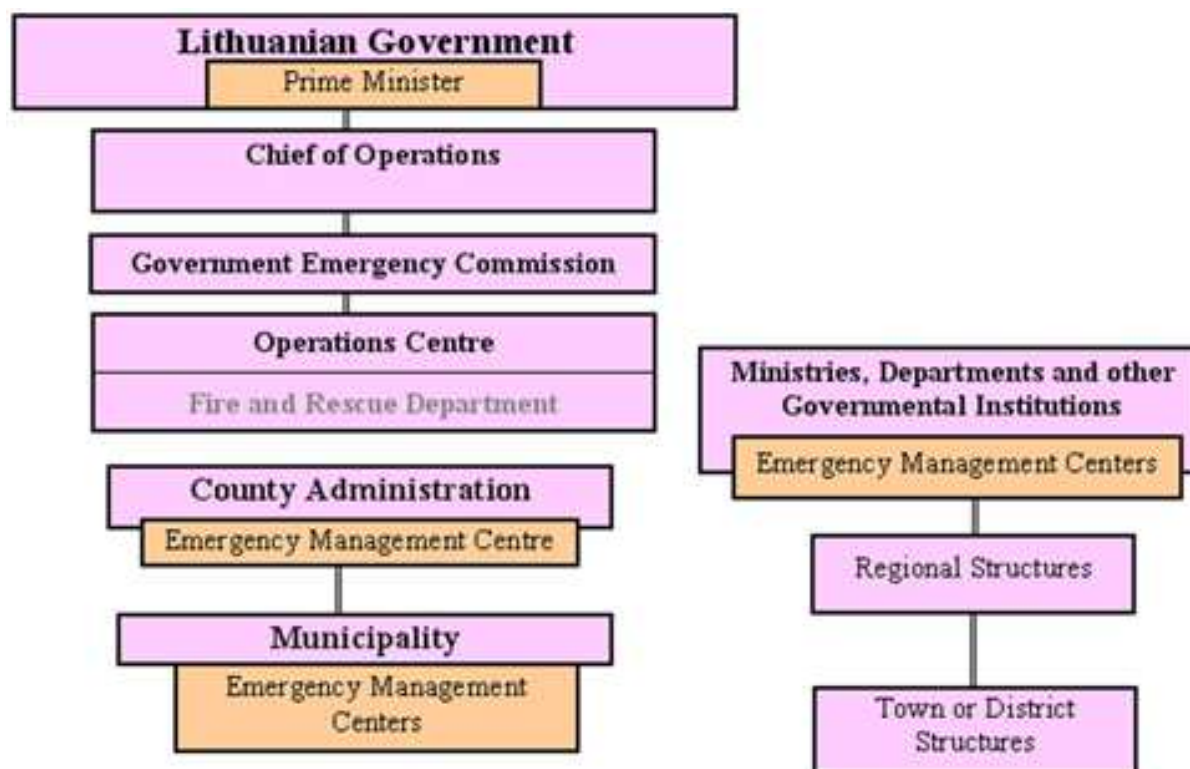 Lithuanian Government
Prime Minister
Chief of Operations
Government Emergency Commission
Operations Centre
Fire and Rescue Department
County Administration
Emergency Management Centre
Municipality
Emergency Management
Centers
Ministries, Departments and other
Governmental Institutions
Emergency Management Centers
Regional Structures
Town or District
Structures